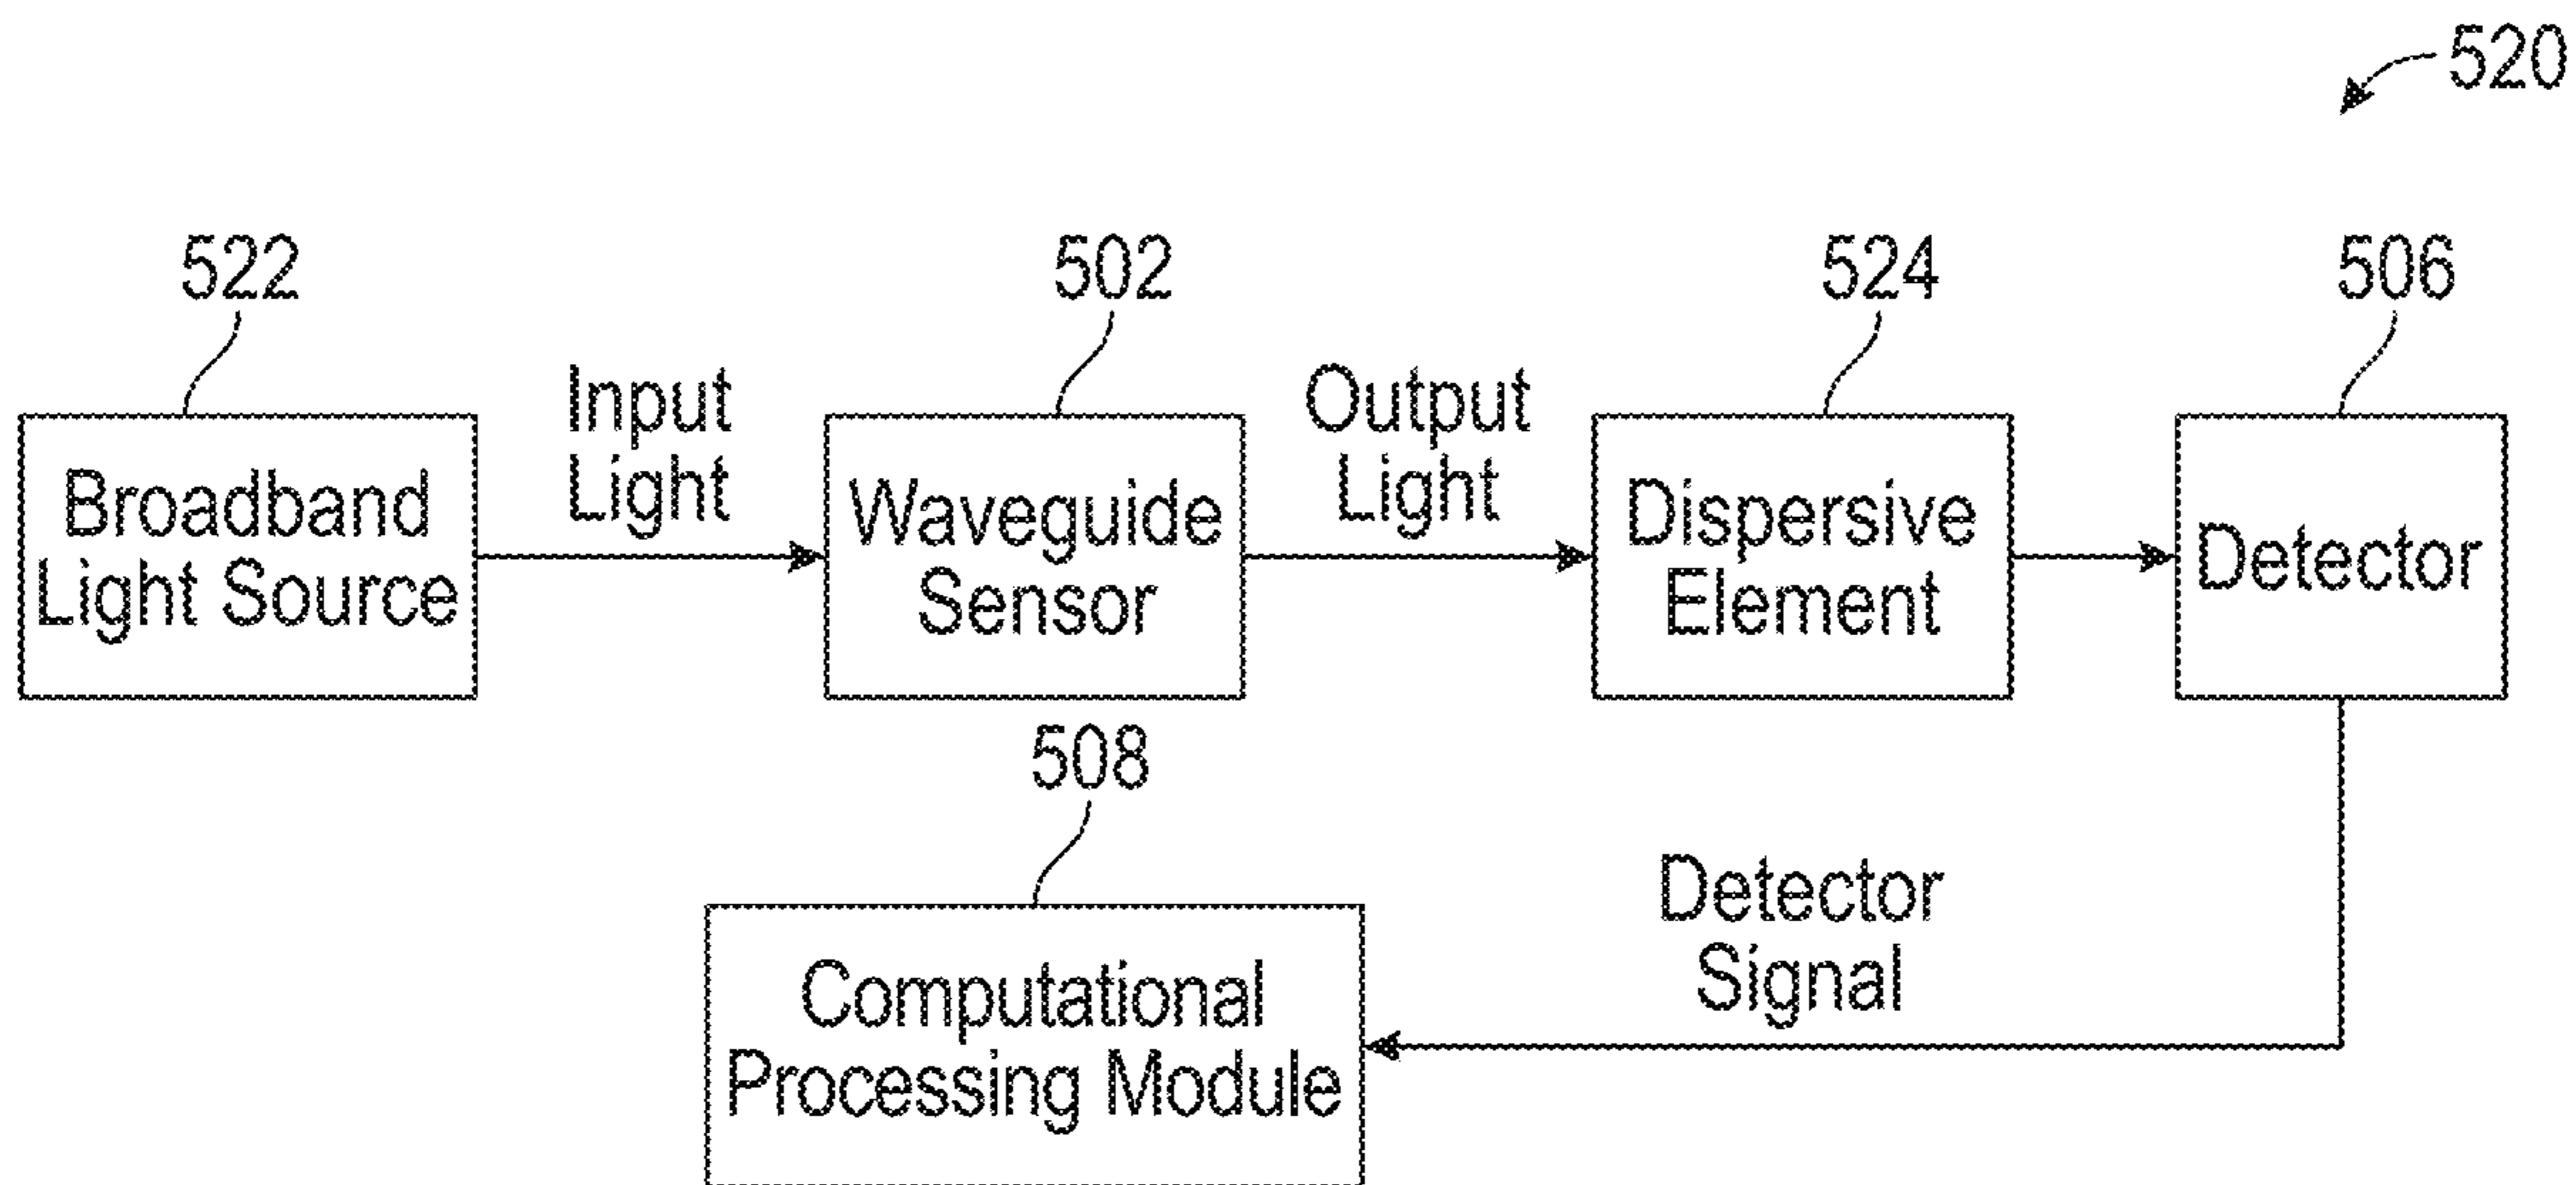 520
522
502
524
506
Input
Light
Output
Light
Broadband
Light Source
Waveguide
Sensor
Dispersive
Element
Detector
508
Detector
Signal
Computational
Processing Module